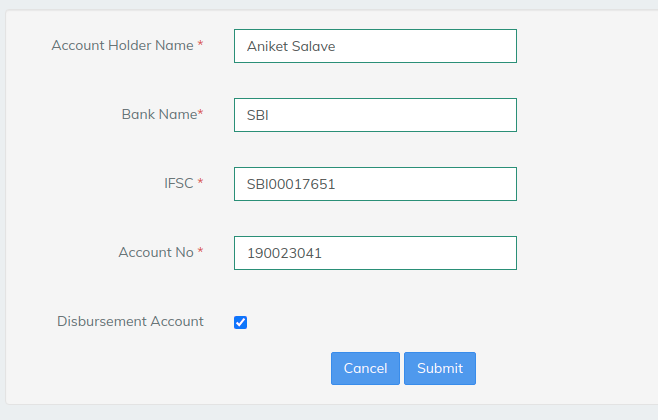 Account Holder Name * Aniket Salave
Bank Name* SBI
IFSC * SBI00017651
Account No * 190023041
Disbursement Account
Cancel Submit